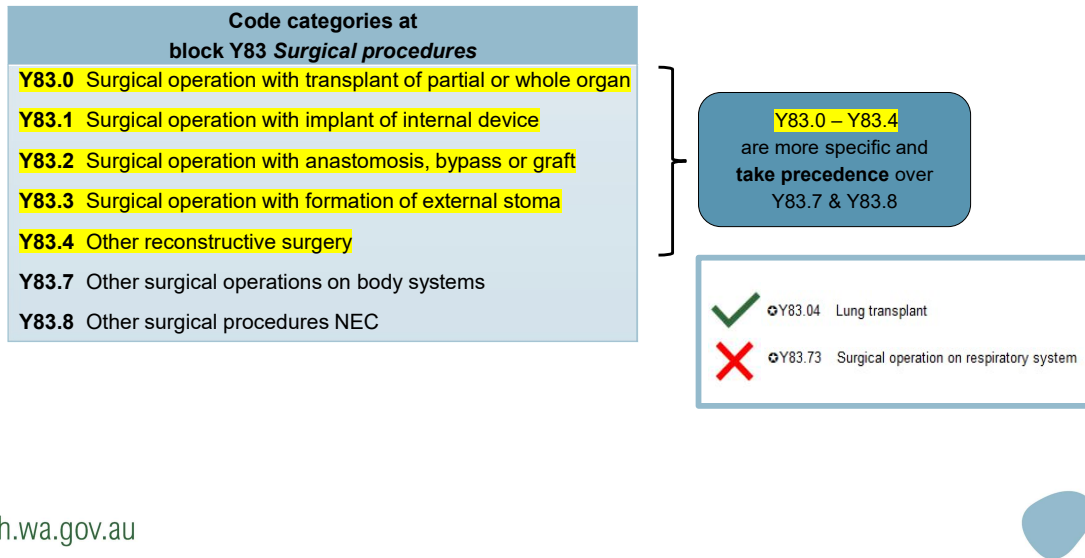 Code categories at
block Y83 Surgical procedures
Y83.0 Surgical operation with transplant of partial or whole organ
Y83.1 Surgical operation with implant of internal device
Y83.2 Surgical operation with anastomosis, bypass or graft
Y83.3 Surgical operation with formation of external stoma
Y83.4 Other reconstructive surgery
Y83.7 Other surgical operations on body systems
Y83.8 Other surgical procedures NEC
Y83.0 – Y83.4
are more specific and
take precedence over
Y83.7 & Y83.8
✪Y83.04 Lung transplant
✪Y83.73 Surgical operation on respiratory system
h.wa.gov.au